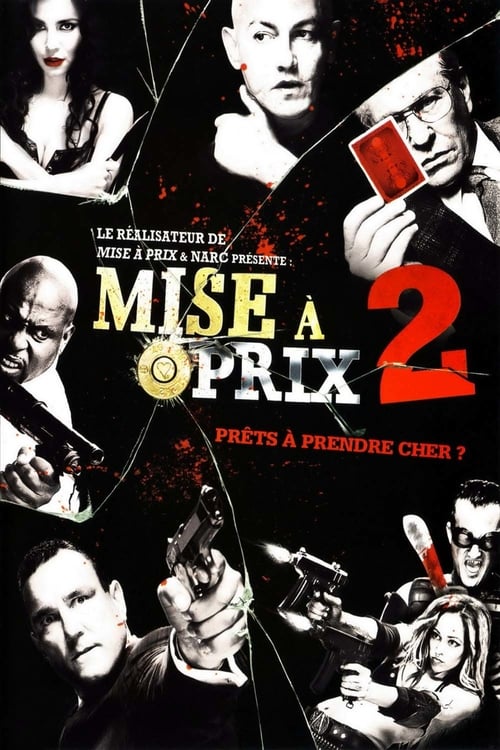 LE RÉALISATEUR DE
MISE À PRIX & NARC PRÉSENTE :
MISE À
PRIX 2
PRÊTS À PRENDRE CHER ?